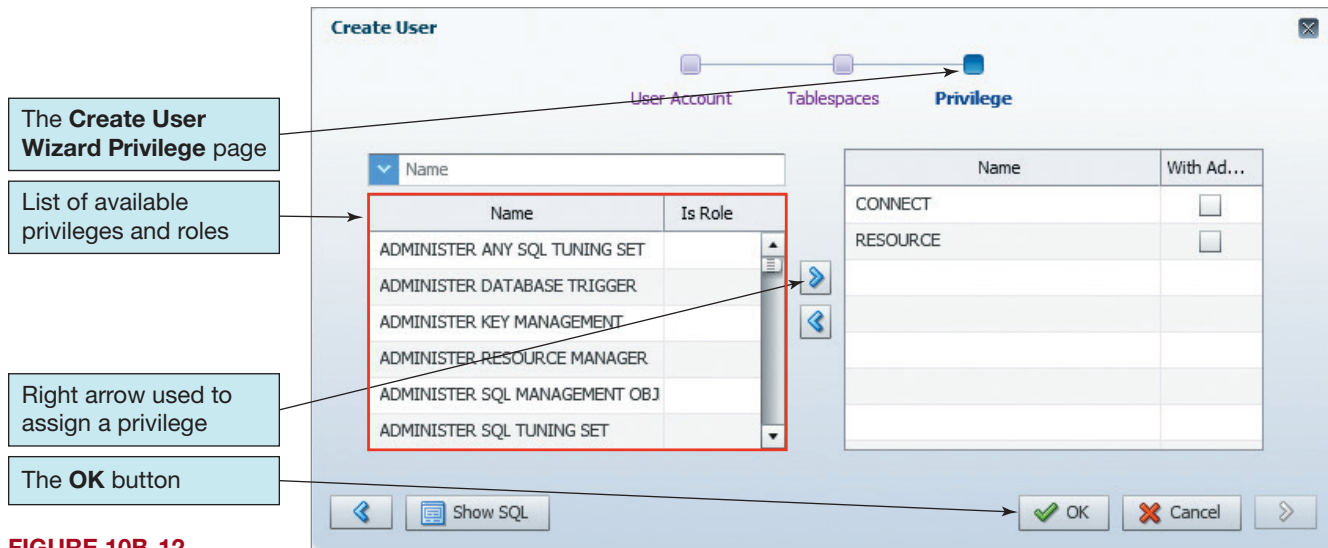 Create User
User Account
Tablespaces
Privilege
The Create User
Wizard Privilege page
List of available
privileges and roles
Right arrow used to
assign a privilege
The OK button
Name
Name
Is Role
ADMINISTER ANY SQL TUNING SET
ADMINISTER DATABASE TRIGGER
ADMINISTER KEY MANAGEMENT
ADMINISTER RESOURCE MANAGER
ADMINISTER SQL MANAGEMENT OBJ
ADMINISTER SQL TUNING SET
Name
With Ad...
CONNECT
RESOURCE
Show SQL
OK
Cancel
FIGURE 10B-12